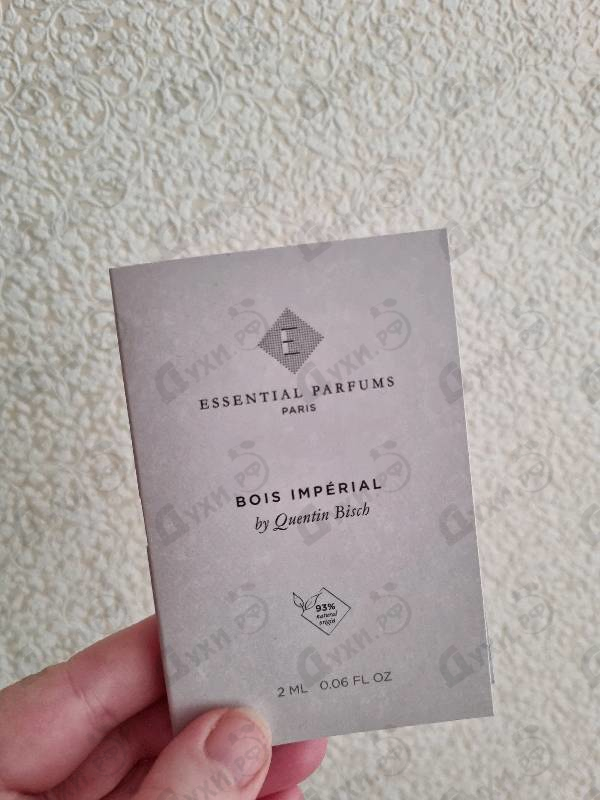 E
ESSENTIAL PARFUMS
PARIS
BOIS IMPÉRIAL
by Quentin Bisch
93%
natural
origin
2 ML 0.06 FL OZ
Духи.РФ